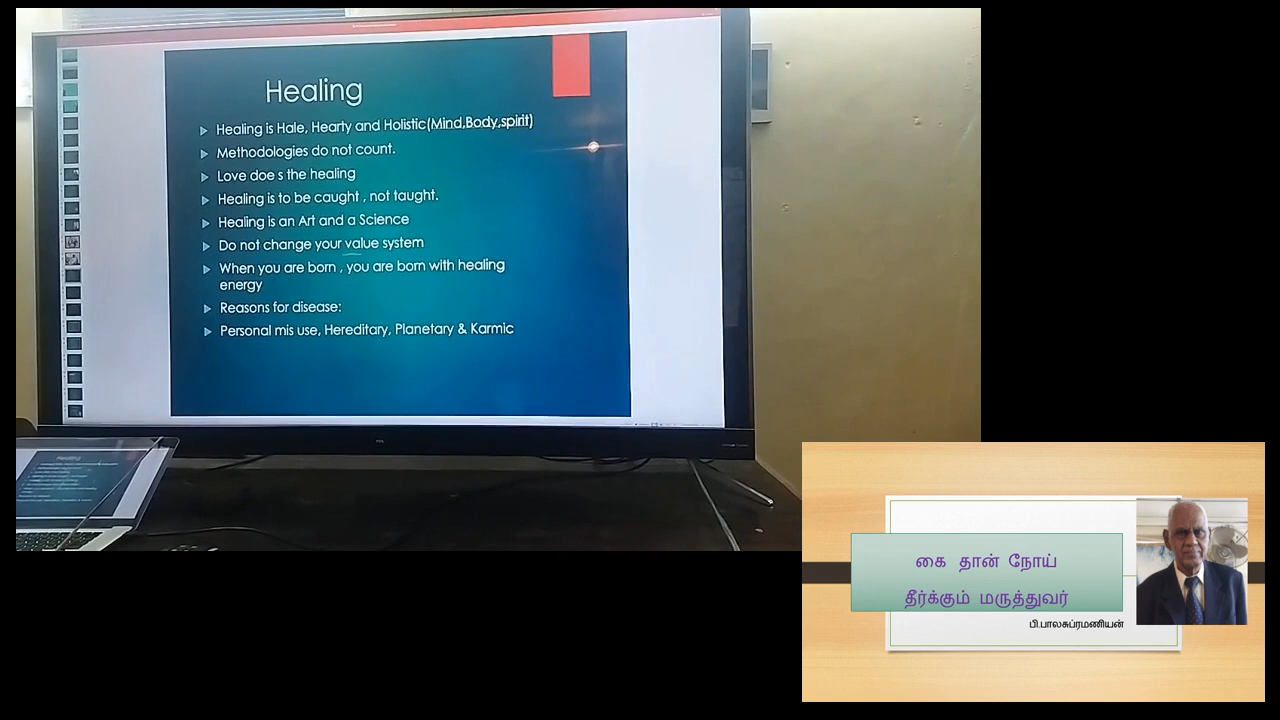 Healing
Healing is Hale, Hearty and Holistic(Mind,Body,spirit)
Methodologies do not count.
Love doe s the healing
Healing is to be caught , not taught.
Healing is an Art and a Science
Do not change your value system
When you are born , you are born with healing
energy
Reasons for disease:
Personal mis use, Hereditary, Planetary & Karmic
TCL
கை தான் நோய்
தீர்க்கும் மருத்துவர்
பி.பாலசுப்ரமணியன்